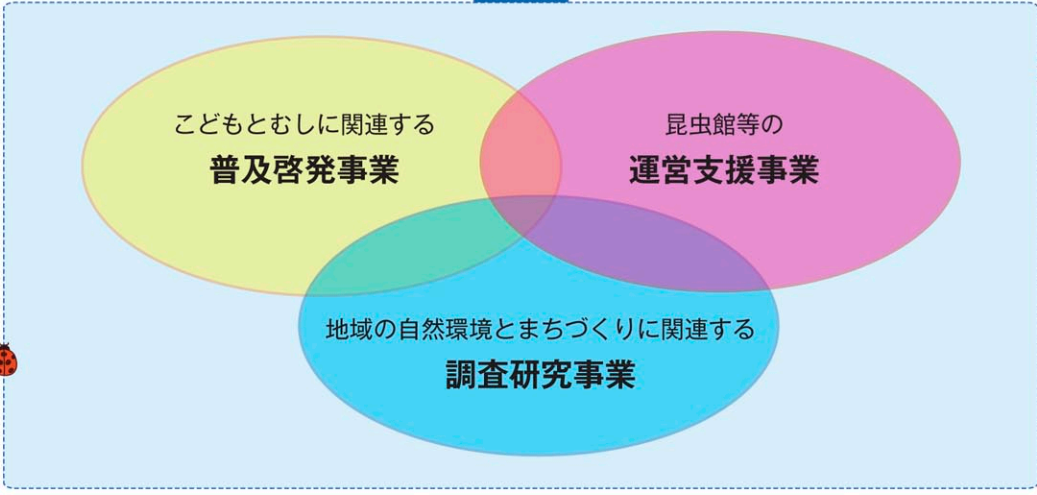 こどもとむしに関連する
普及啓発事業
昆虫館等の
運営支援事業
地域の自然環境とまちづくりに関連する
調査研究事業